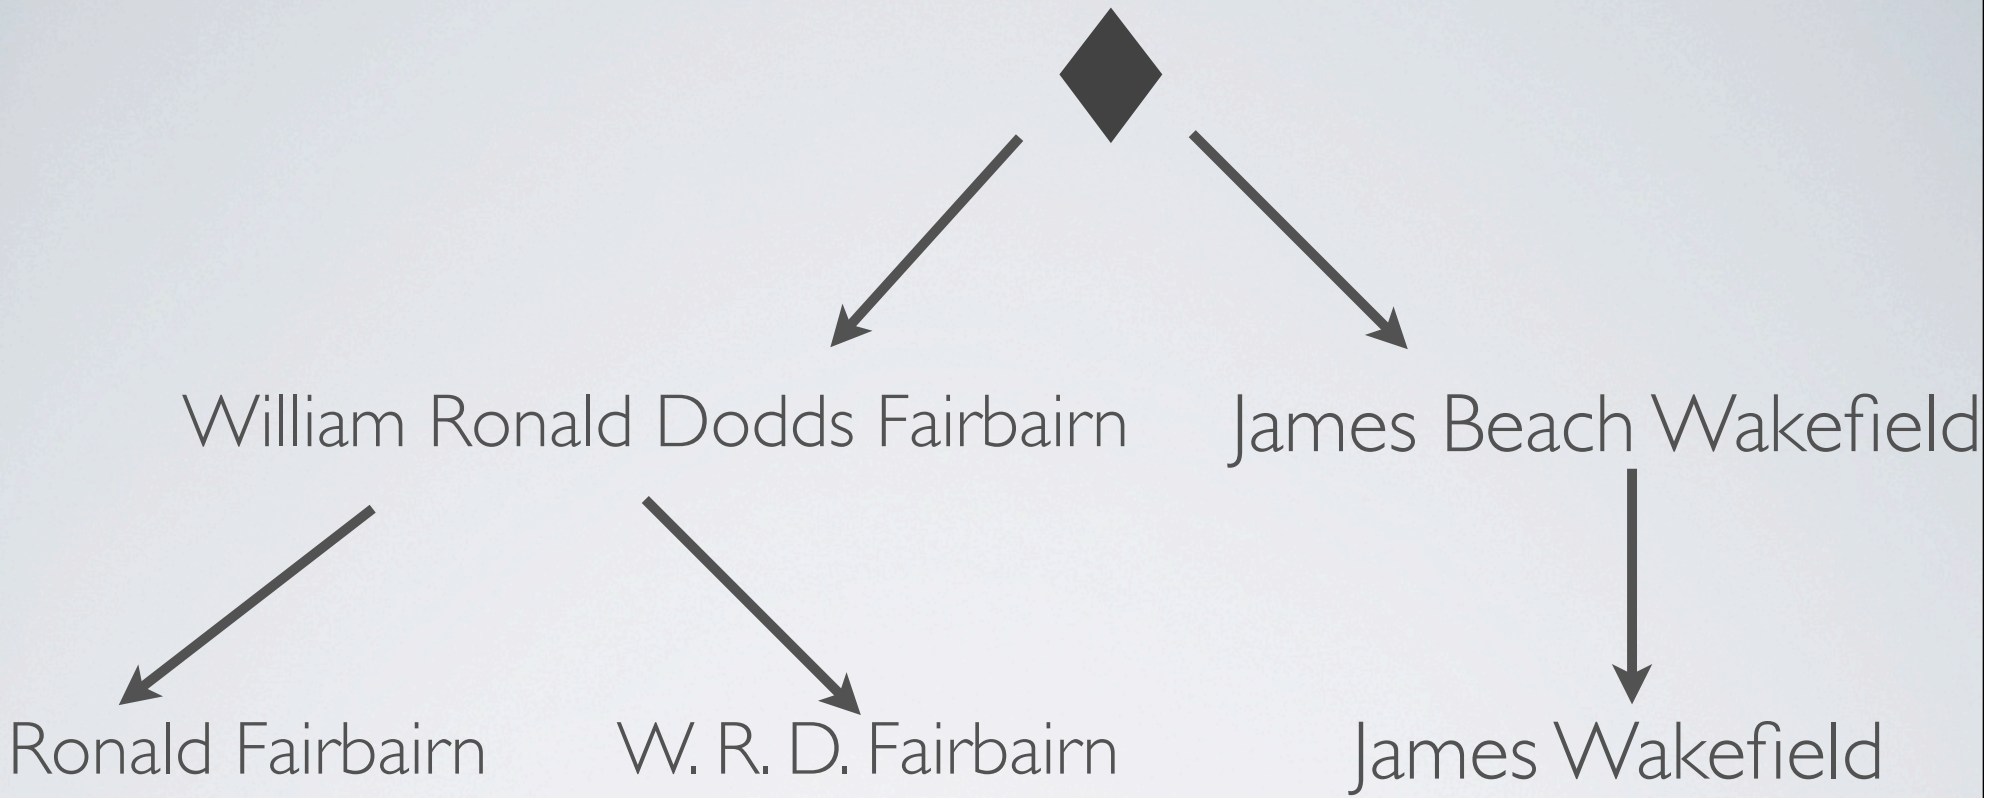 William Ronald Dodds Fairbairn
James Beach Wakefield
Ronald Fairbairn
W. R. D. Fairbairn
James Wakefield